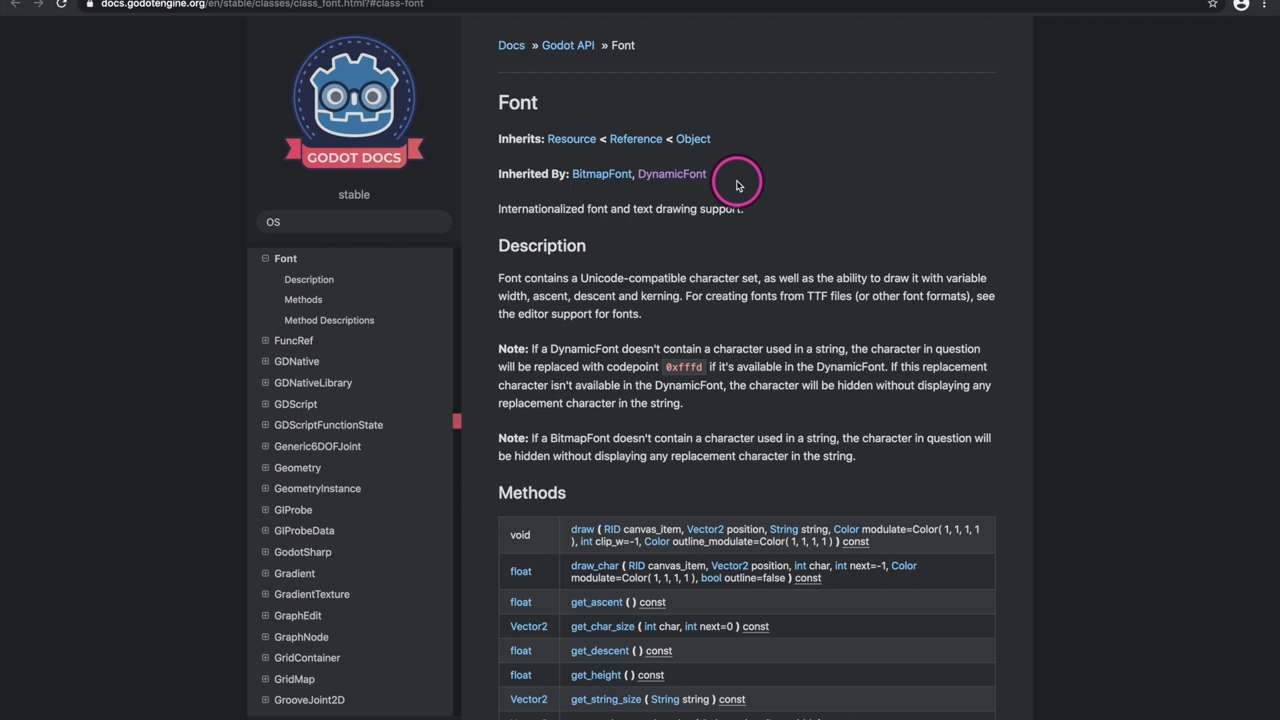 docs.godotengine.org/en/stable/classes/class_font.html?#class-font
GODOT DOCS
stable
OS
Font
Description
Methods
Method Descriptions
FuncRef
GDNative
GDNativeLibrary
GDScript
GDScriptFunctionState
Generic6DOFJoint
Geometry
GeometryInstance
GIProbe
GIProbeData
GodotSharp
Gradient
GradientTexture
GraphEdit
GraphNode
GridContainer
GridMap
GrooveJoint2D
Docs » Godot API » Font
Font
Inherits: Resource < Reference < Object
Inherited By: BitmapFont, DynamicFont
Internationalized font and text drawing support.
Description
Font contains a Unicode-compatible character set, as well as the ability to draw it with variable
width, ascent, descent and kerning. For creating fonts from TTF files (or other font formats), see
the editor support for fonts.
Note: If a DynamicFont doesn't contain a character used in a string, the character in question
will be replaced with codepoint 0xfffd if it's available in the DynamicFont. If this replacement
character isn't available in the DynamicFont, the character will be hidden without displaying any
replacement character in the string.
Note: If a BitmapFont doesn't contain a character used in a string, the character in question will
be hidden without displaying any replacement character in the string.
Methods
void draw ( RID canvas_item, Vector2 position, String string, Color modulate=Color( 1, 1, 1, 1
), int clip_w=-1, Color outline_modulate=Color( 1, 1, 1, 1 ) ) const
float draw_char ( RID canvas_item, Vector2 position, int char, int next=-1, Color
modulate=Color( 1, 1, 1, 1 ), bool outline=false ) const
float get_ascent ( ) const
Vector2 get_char_size ( int char, int next=0 ) const
float get_descent ( ) const
float get_height ( ) const
Vector2 get_string_size ( String string ) const